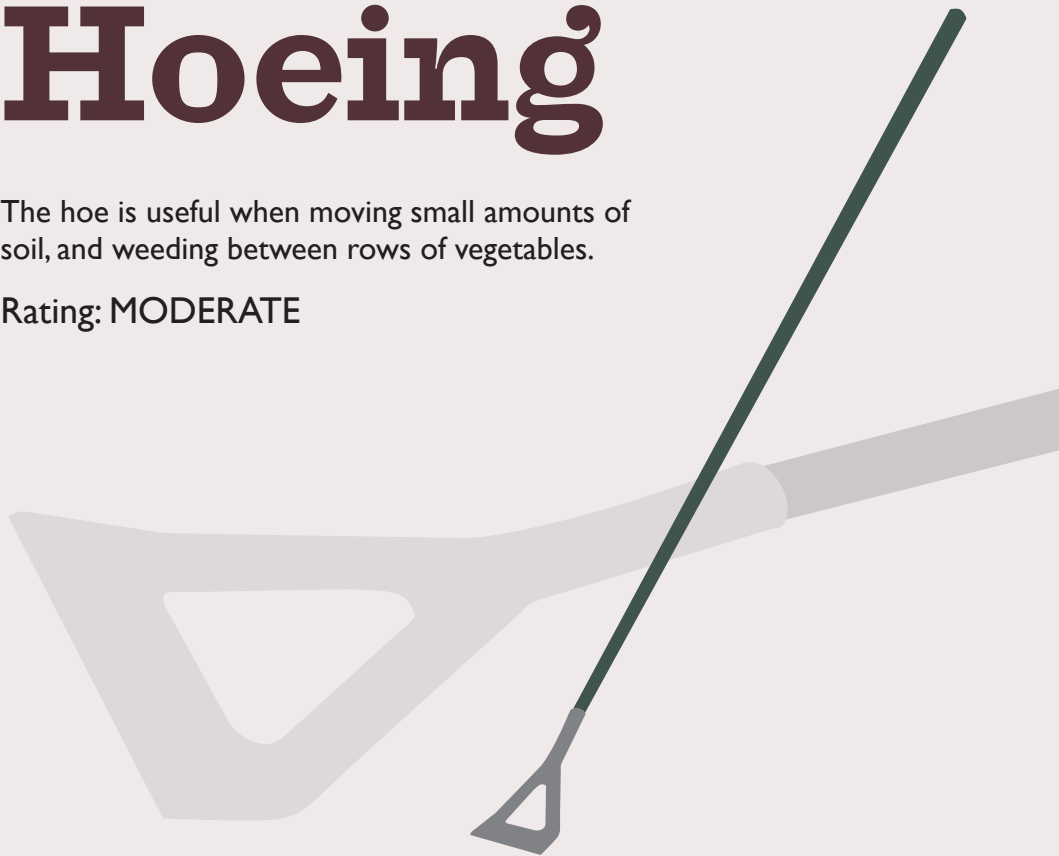 Hoeing
The hoe is useful when moving small amounts of
soil, and weeding between rows of vegetables.
Rating: MODERATE